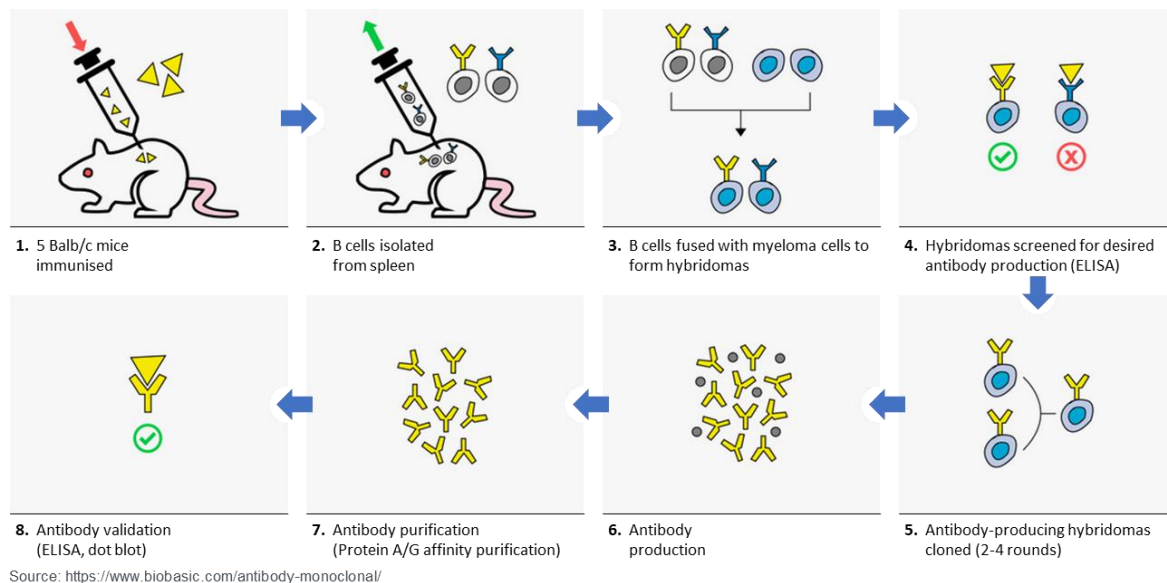 1. 5 Balb/c mice
immunised
2. B cells isolated
from spleen
3. B cells fused with myeloma cells to
form hybridomas
4. Hybridomas screened for desired
antibody production (ELISA)
8. Antibody validation
(ELISA, dot blot)
7. Antibody purification
(Protein A/G affinity purification)
6. Antibody
production
5. Antibody-producing hybridomas
cloned (2-4 rounds)
Source: https://www.biobasic.com/antibody-monoclonal/